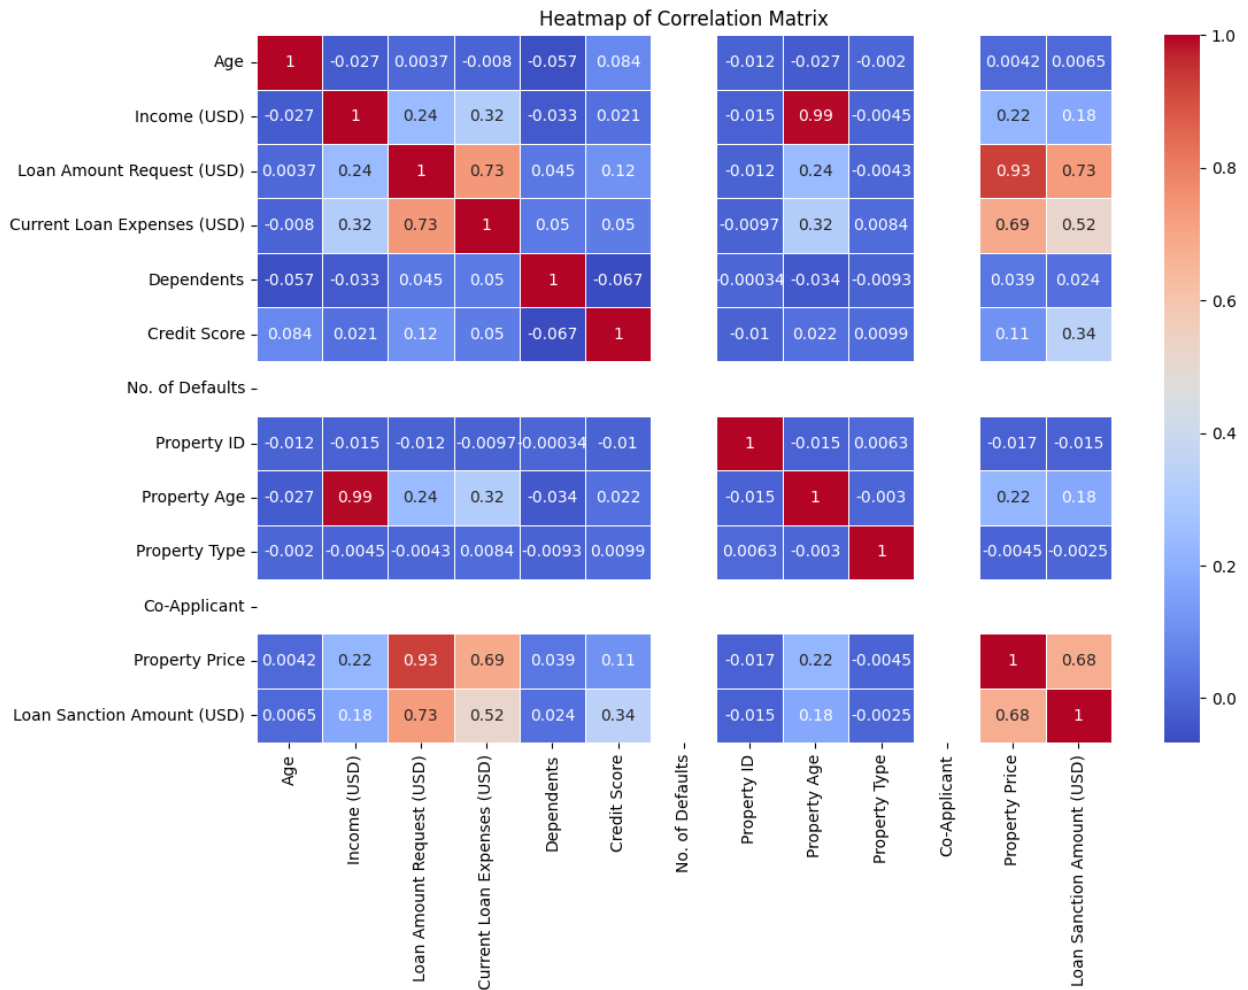 Heatmap of Correlation Matrix
Age 1 -0.027 0.0037 -0.008 -0.057 0.084 -0.012 -0.027 -0.002 0.0042 0.0065
Income (USD) -0.027 1 0.24 0.32 -0.033 0.021 -0.015 0.99 -0.0045 0.22 0.18
Loan Amount Request (USD) 0.0037 0.24 1 0.73 0.045 0.12 -0.012 0.24 -0.0043 0.93 0.73
Current Loan Expenses (USD) -0.008 0.32 0.73 1 0.05 0.05 -0.0097 0.32 0.0084 0.69 0.52
Dependents -0.057 -0.033 0.045 0.05 1 -0.067 -0.00034 -0.034 -0.0093 0.039 0.024
Credit Score 0.084 0.021 0.12 0.05 -0.067 1 -0.01 0.022 0.0099 0.11 0.34
No. of Defaults
Property ID -0.012 -0.015 -0.012 -0.0097 -0.00034 -0.01 1 -0.015 0.0063 -0.017 -0.015
Property Age -0.027 0.99 0.24 0.32 -0.034 0.022 -0.015 1 -0.003 0.22 0.18
Property Type -0.002 -0.0045 -0.0043 0.0084 -0.0093 0.0099 0.0063 -0.003 1 -0.0045 -0.0025
Co-Applicant
Property Price 0.0042 0.22 0.93 0.69 0.039 0.11 -0.017 0.22 -0.0045 1 0.68
Loan Sanction Amount (USD) 0.0065 0.18 0.73 0.52 0.024 0.34 -0.015 0.18 -0.0025 0.68 1
Age
Income (USD)
Loan Amount Request (USD)
Current Loan Expenses (USD)
Dependents
Credit Score
No. of Defaults
Property ID
Property Age
Property Type
Co-Applicant
Property Price
Loan Sanction Amount (USD)
1.0
0.8
0.6
0.4
0.2
0.0